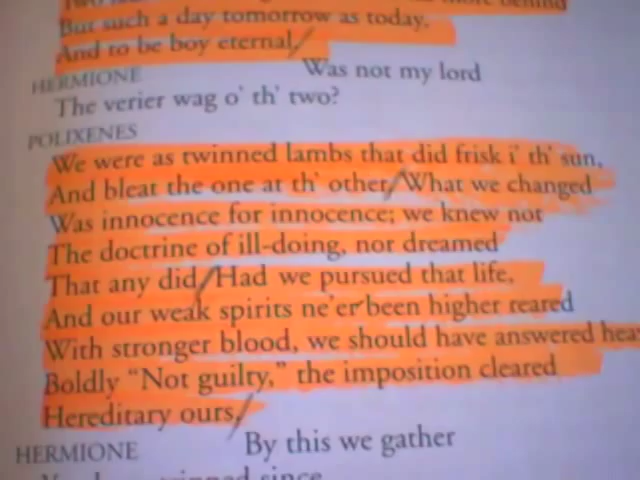 But such a day tomorrow as today,
And to be boy eternal/
HERMIONE
Was not my lord
The verier wag o' th' two?
POLIXENES
We were as twinned lambs that did frisk i' th' sun,
And bleat the one at th' other/What we changed
Was innocence for innocence; we knew not
The doctrine of ill-doing, nor dreamed
That any did/Had we pursued that life,
And our weak spirits ne'er been higher reared
With stronger blood, we should have answered hea
Boldly “Not guilty,” the imposition cleared
Hereditary ours/
HERMIONE
By this we gather
since